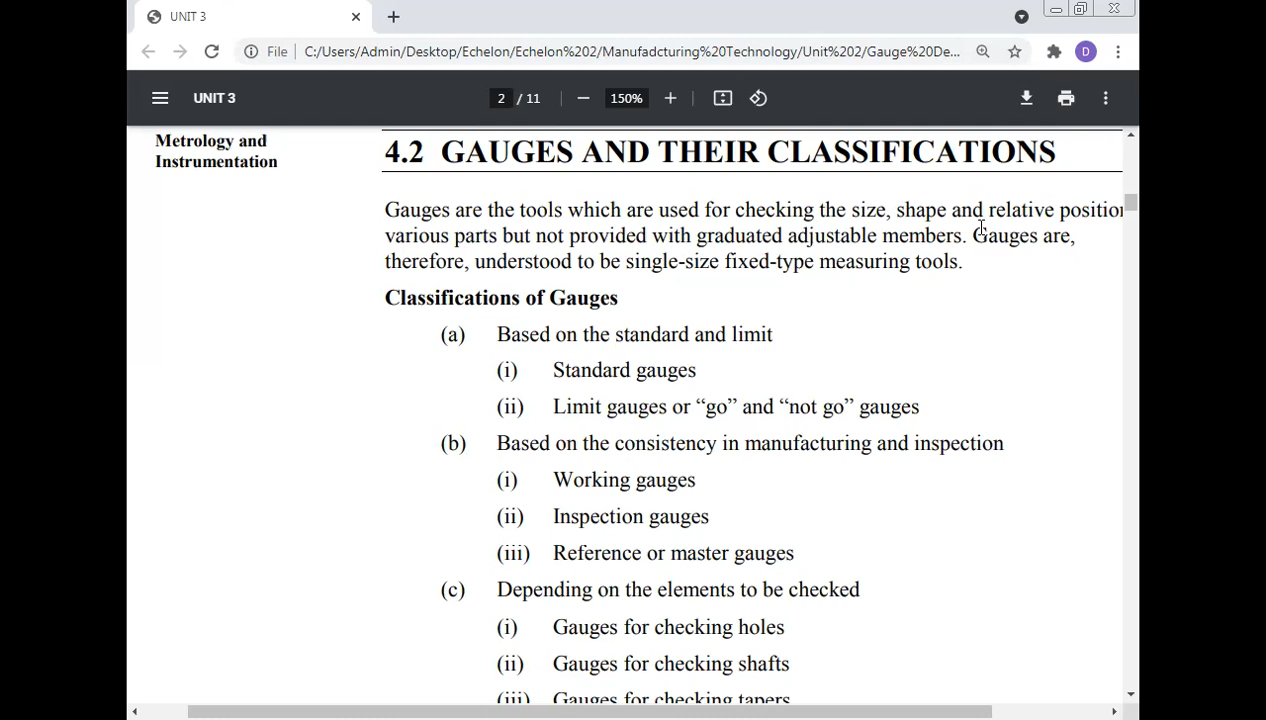 UNIT 3
File C:/Users/Admin/Desktop/Echelon/Echelon%202/Manufadcturing%20Technology/Unit%202/Gauge%20De...
D
UNIT 3
2 / 11
150%
Metrology and
Instrumentation
4.2 GAUGES AND THEIR CLASSIFICATIONS
Gauges are the tools which are used for checking the size, shape and relative position
various parts but not provided with graduated adjustable members. Gauges are,
therefore, understood to be single-size fixed-type measuring tools.
Classifications of Gauges
(a) Based on the standard and limit
(i) Standard gauges
(ii) Limit gauges or “go” and “not go” gauges
(b) Based on the consistency in manufacturing and inspection
(i) Working gauges
(ii) Inspection gauges
(iii) Reference or master gauges
(c) Depending on the elements to be checked
(i) Gauges for checking holes
(ii) Gauges for checking shafts
(iii) Gauges for checking tapers